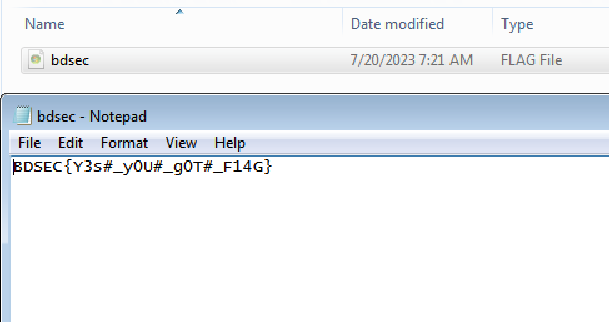 Name Date modified Type
bdsec 7/20/2023 7:21 AM FLAG File
bdsec - Notepad
File Edit Format View Help
BDSEC{Y3s#_y0U#_g0T#_F14G}